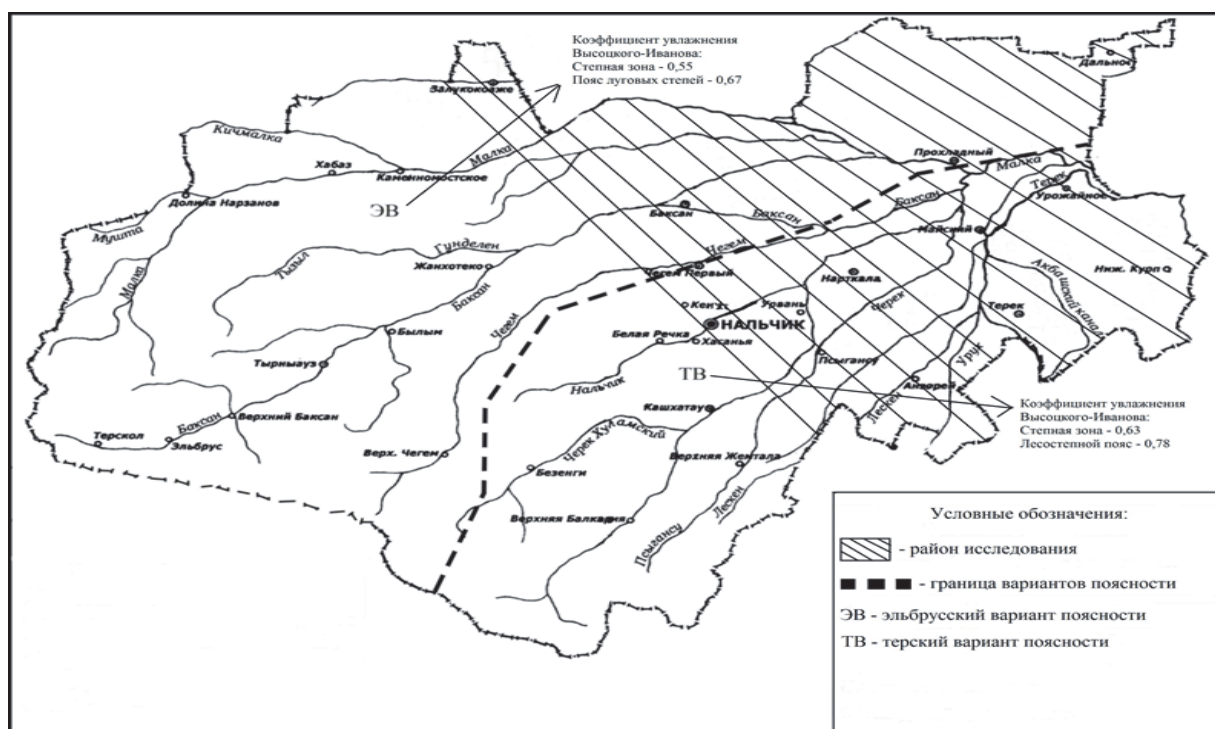 Коэффициент увлажнения
Высоцкого-Иванова:
Степная зона - 0,55
Пояс луговых степей - 0,67
Дальное
Залукокоаже
Кичмалка
Хабаз
Каменномостское
Малка
Прохладный
Малка
Терек
Урожайное
Долина Нарзанов
ЭВ
Баксан
Баксан
Баксан
Мушта
Малка
Гунделен
Тызыл
Жанхотеко
Чегем
Чегем Первый
Майский
Нарткала
Ниж. Курп
Акбашский канал
Баксан
Чегем
Кенже
Урвань
Черек
Терек
НАЛЬЧИК
Былым
Белая Речка
Хасанья
Тырныауз
Нальчик
ТВ
Псыгансу
Урук
Анзорей
Лескен
Баксан
Верхний Баксан
Кашхатау
Терскол
Эльбрус
Верх. Чегем
Черек Хуламский
Безенги
Верхняя Жемтала
Лескен
Верхняя Балкария
Псыгансу
Коэффициент увлажнения
Высоцкого-Иванова:
Степная зона - 0,63
Лесостепной пояс - 0,78
Условные обозначения:
- район исследования
- граница вариантов поясности
ЭВ - эльбрусский вариант поясности
ТВ - терский вариант поясности